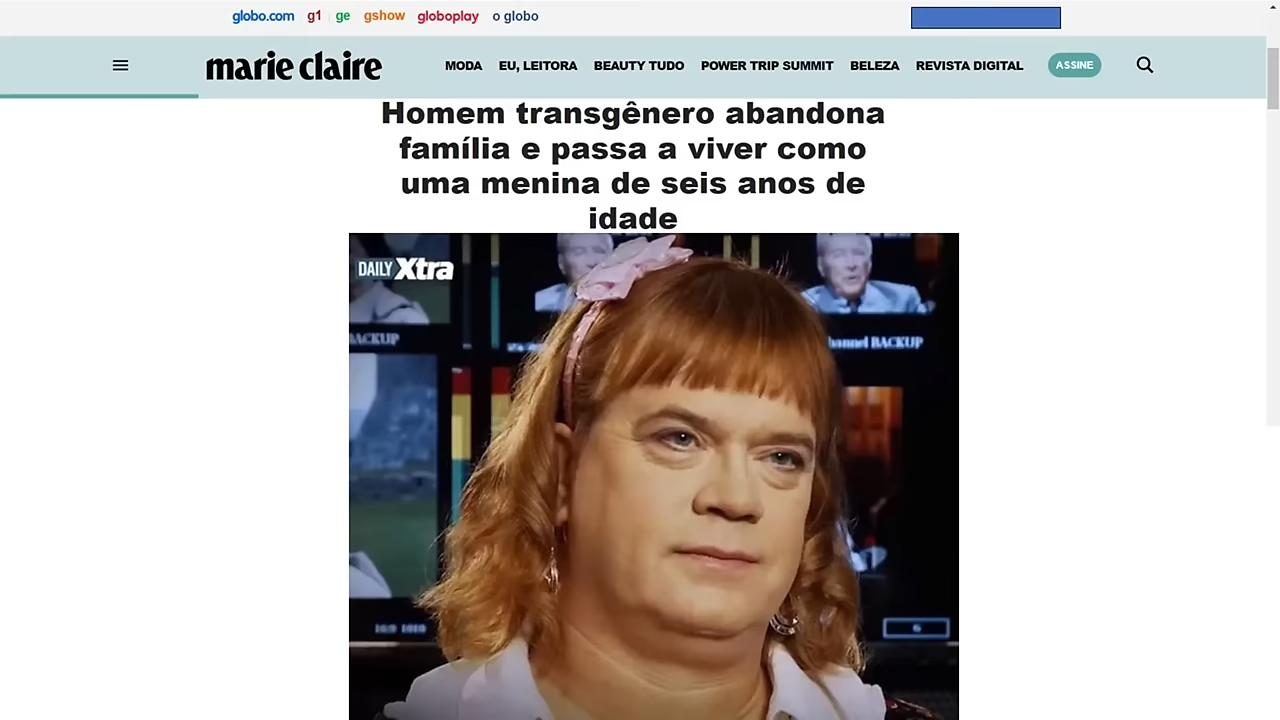 globo.com g1 ge gshow globoplay o globo
marie claire MODA EU, LEITORA BEAUTY TUDO POWER TRIP SUMMIT BELEZA REVISTA DIGITAL ASSINE
Homem transgênero abandona
família e passa a viver como
uma menina de seis anos de
idade
DAILY Xtra
BACKUP
hannel BACKUP
6